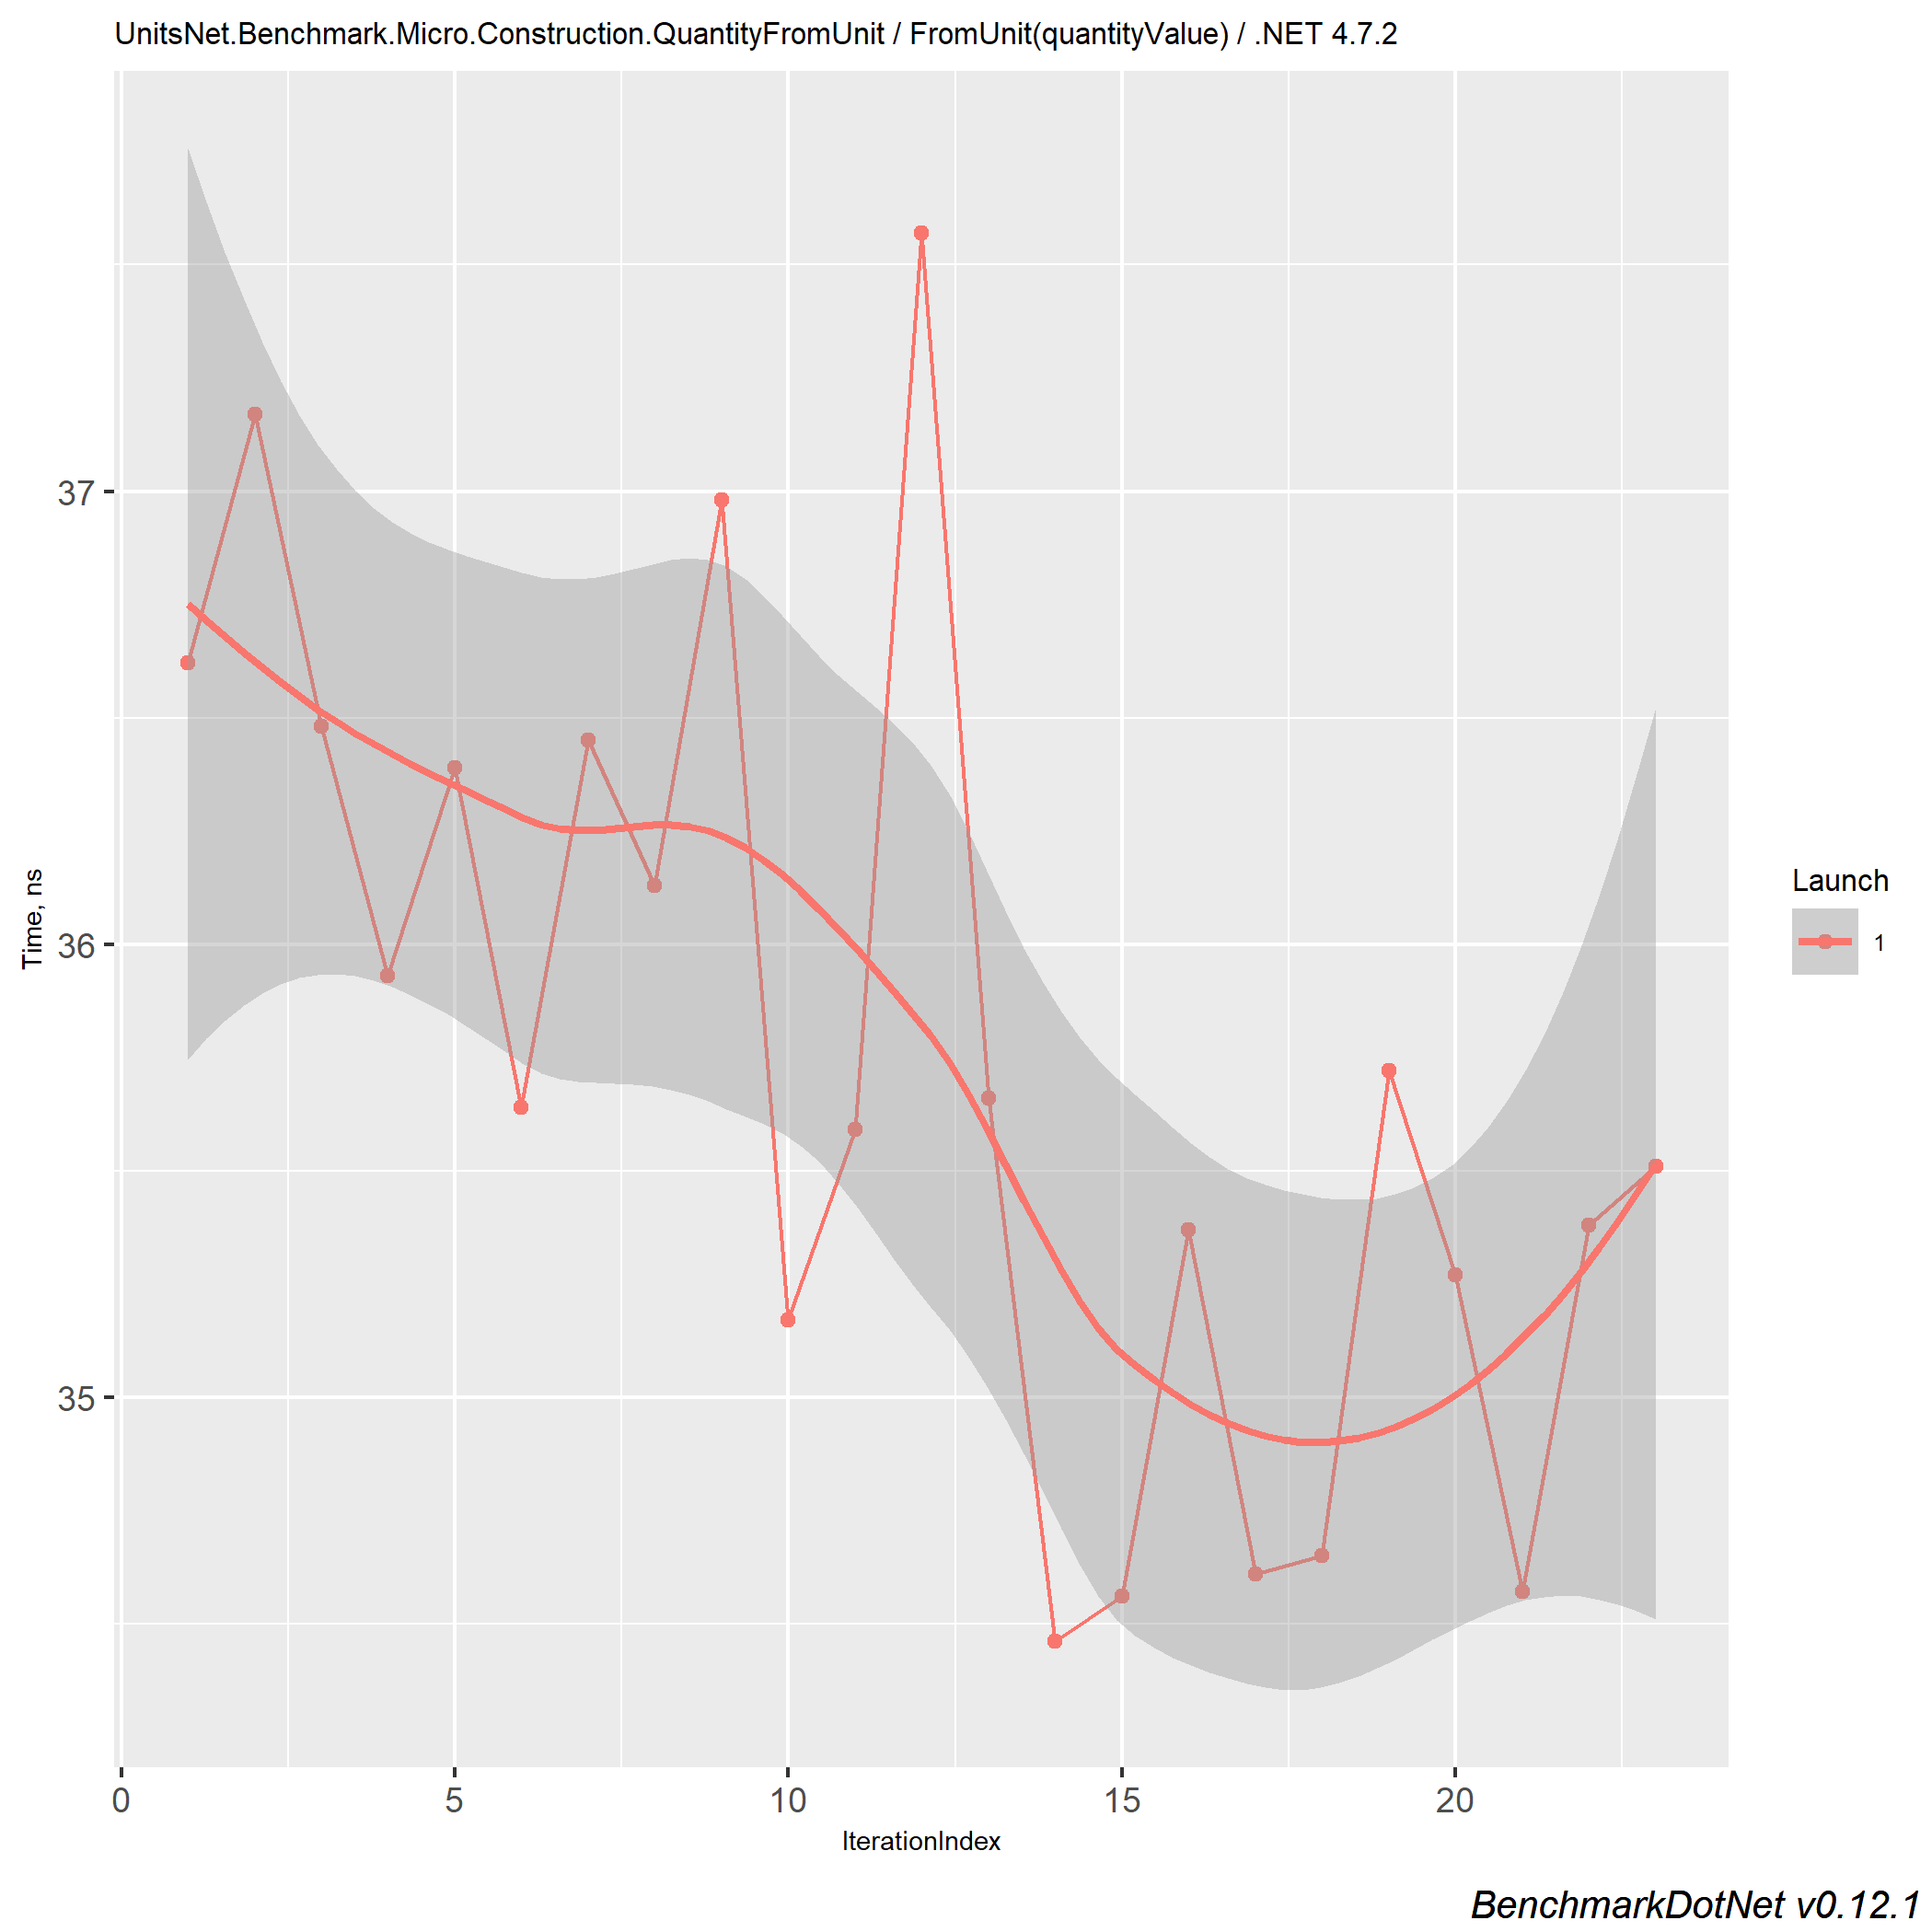 UnitsNet.Benchmark.Micro.Construction.QuantityFromUnit / FromUnit(quantityValue) / .NET 4.7.2
37
36
35
Time, ns
0 5 10 15 20
IterationIndex
Launch
1
BenchmarkDotNet v0.12.1